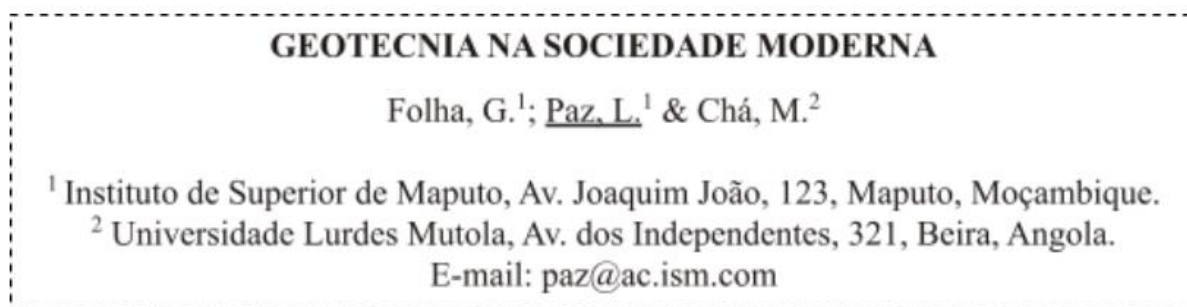 GEOTECNIA NA SOCIEDADE MODERNA
Folha, G.¹; Paz, L.¹ & Chá, M.²
¹ Instituto de Superior de Maputo, Av. Joaquim João, 123, Maputo, Moçambique.
² Universidade Lurdes Mutola, Av. dos Independentes, 321, Beira, Angola.
E-mail: paz@ac.ism.com